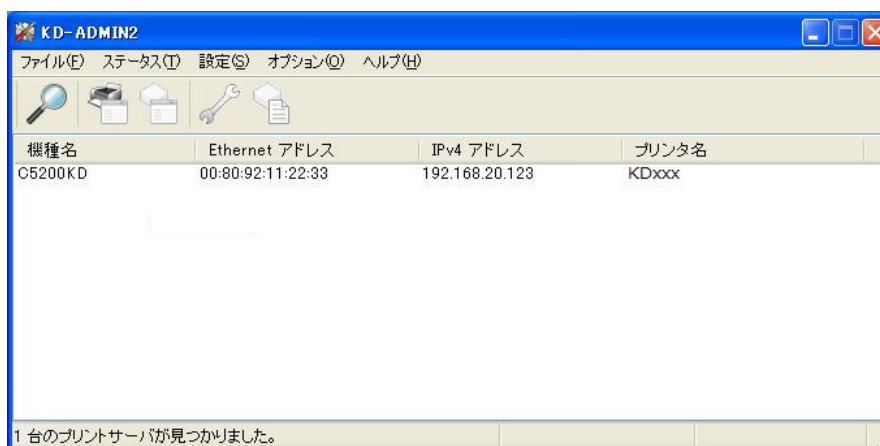 KD-ADMIN2
ファイル(F) ステータス(T) 設定(S) オプション(O) ヘルプ(H)
機種名 Ethernet アドレス IPv4 アドレス プリンタ名
C5200KD 00:80:92:11:22:33 192.168.20.123 KDxxx
1 台のプリントサーバが見つかりました。